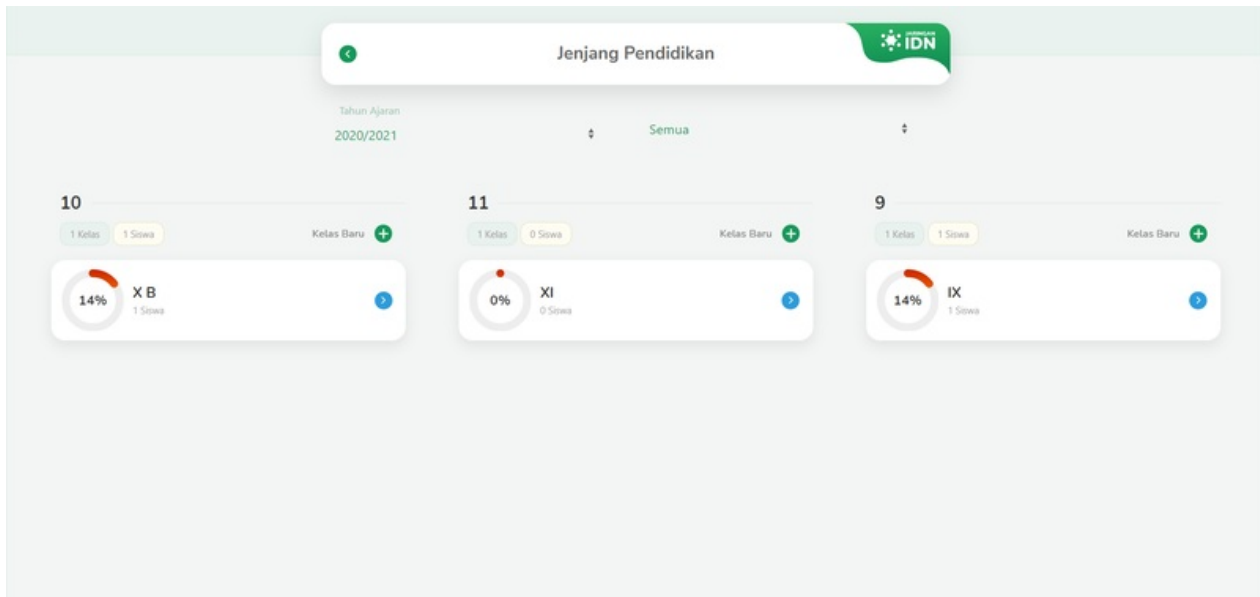 Jenjang Pendidikan
JARINGAN
IDN
Tahun Ajaran
2020/2021
Semua
10
1 Kelas 1 Siswa Kelas Baru
14% X B
1 Siswa
11
1 Kelas 0 Siswa Kelas Baru
0% XI
0 Siswa
9
1 Kelas 1 Siswa Kelas Baru
14% IX
1 Siswa